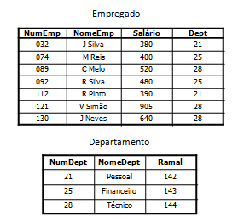 Empregado
NumEmp NomeEmp Salário Dept
032 J Silva 380 21
074 M Reis 400 25
089 C Melo 520 28
092 R Silva 480 25
112 R Pinto 390 21
121 V Simão 905 28
130 J Neves 640 28
Departamento
NumDept NomeDept Ramal
21 Pessoal 142
25 Financeiro 143
28 Técnico 144